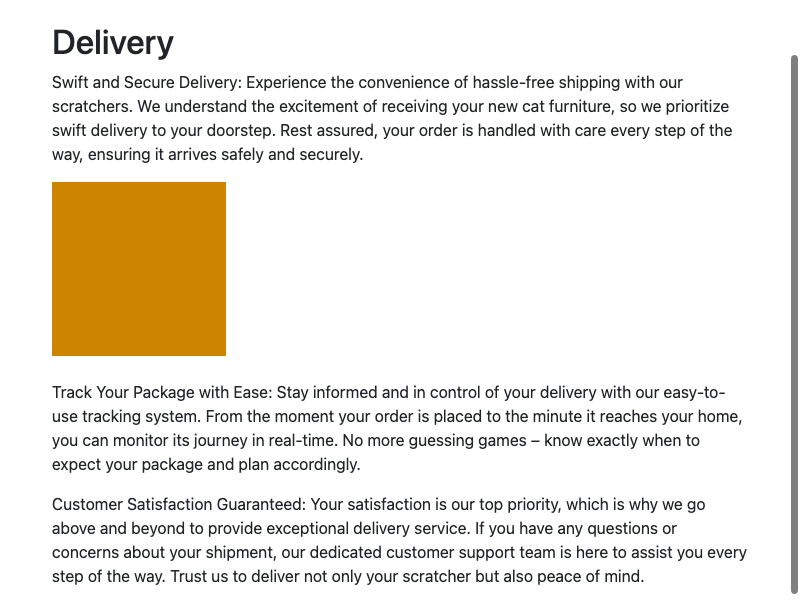 Delivery
Swift and Secure Delivery: Experience the convenience of hassle-free shipping with our
scratchers. We understand the excitement of receiving your new cat furniture, so we prioritize
swift delivery to your doorstep. Rest assured, your order is handled with care every step of the
way, ensuring it arrives safely and securely.
Track Your Package with Ease: Stay informed and in control of your delivery with our easy-to-
use tracking system. From the moment your order is placed to the minute it reaches your home,
you can monitor its journey in real-time. No more guessing games – know exactly when to
expect your package and plan accordingly.
Customer Satisfaction Guaranteed: Your satisfaction is our top priority, which is why we go
above and beyond to provide exceptional delivery service. If you have any questions or
concerns about your shipment, our dedicated customer support team is here to assist you every
step of the way. Trust us to deliver not only your scratcher but also peace of mind.